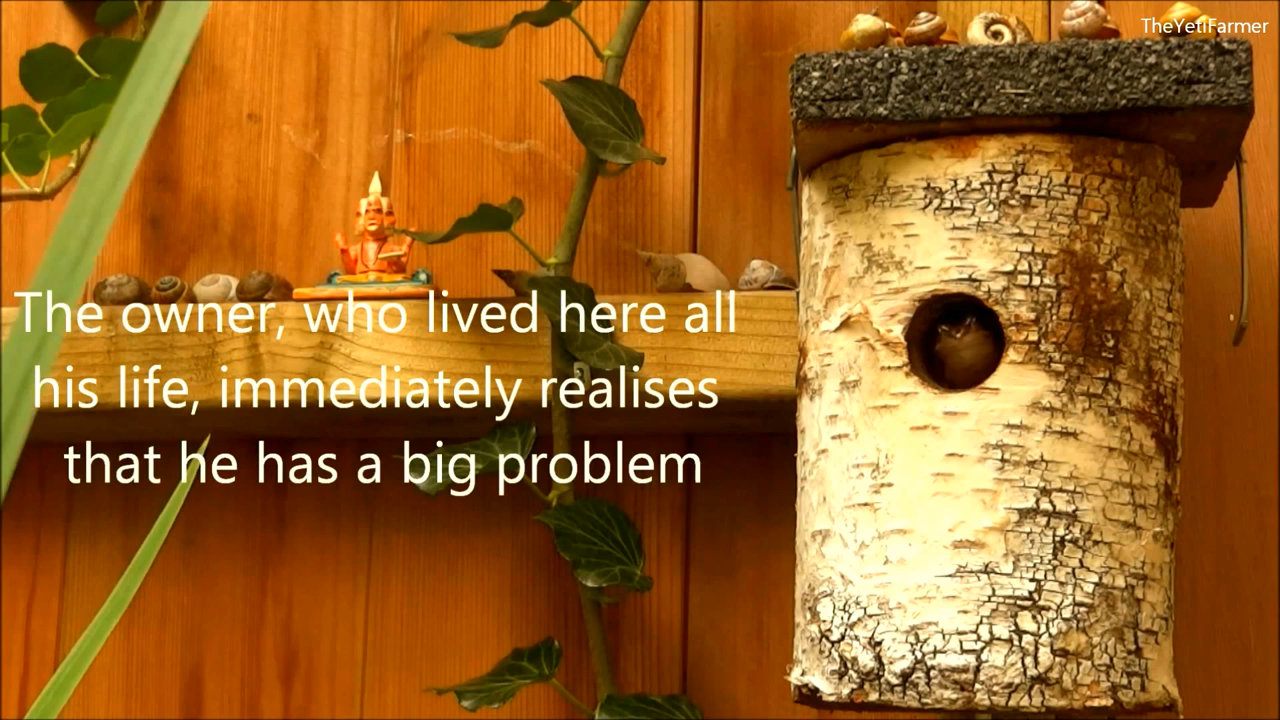 TheYetiFarmer
The owner, who lived here all
his life, immediately realises
that he has a big problem